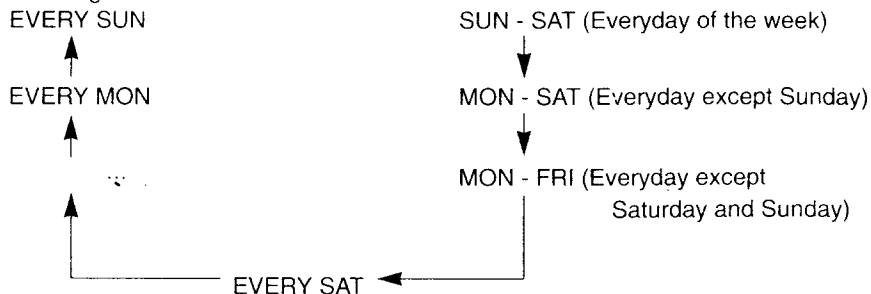 EVERY SUN
SUN - SAT (Everyday of the week)
EVERY MON
MON - SAT (Everyday except Sunday)
MON - FRI (Everyday except
Saturday and Sunday)
EVERY SAT